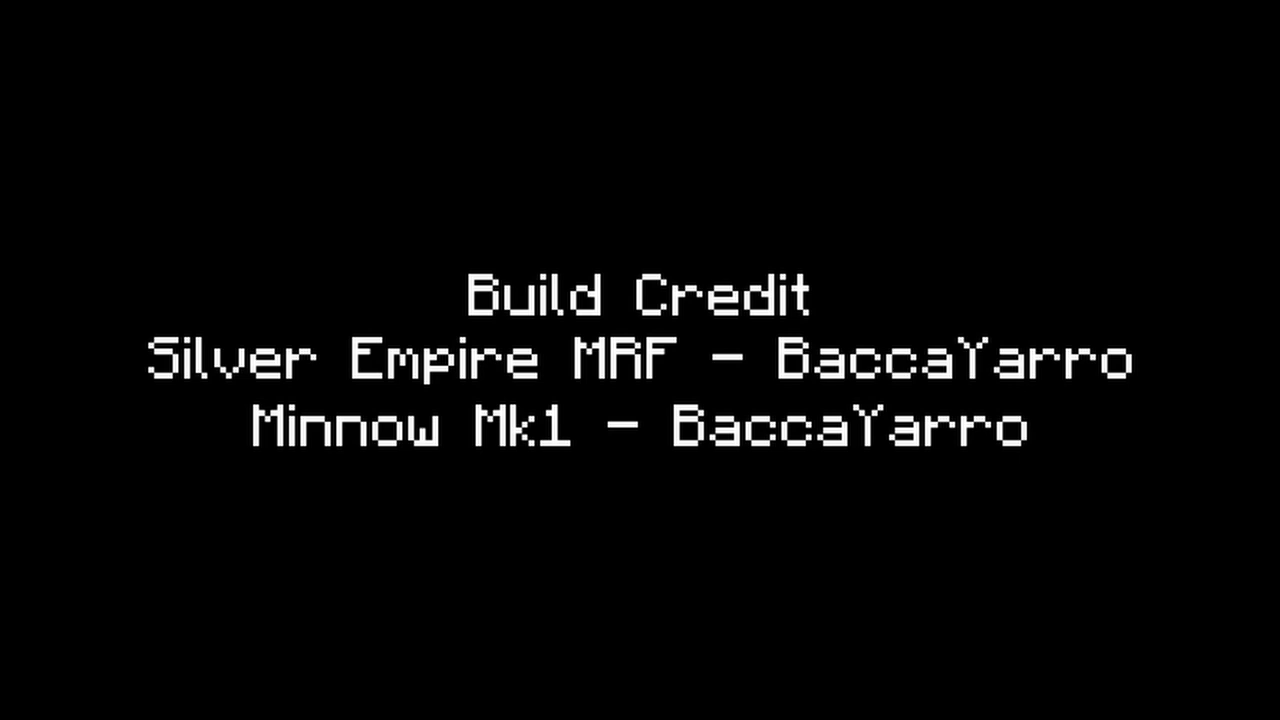 Build Credit
Silver Empire MRF - BaccaYarro
Minnow Mk1 - BaccaYarro